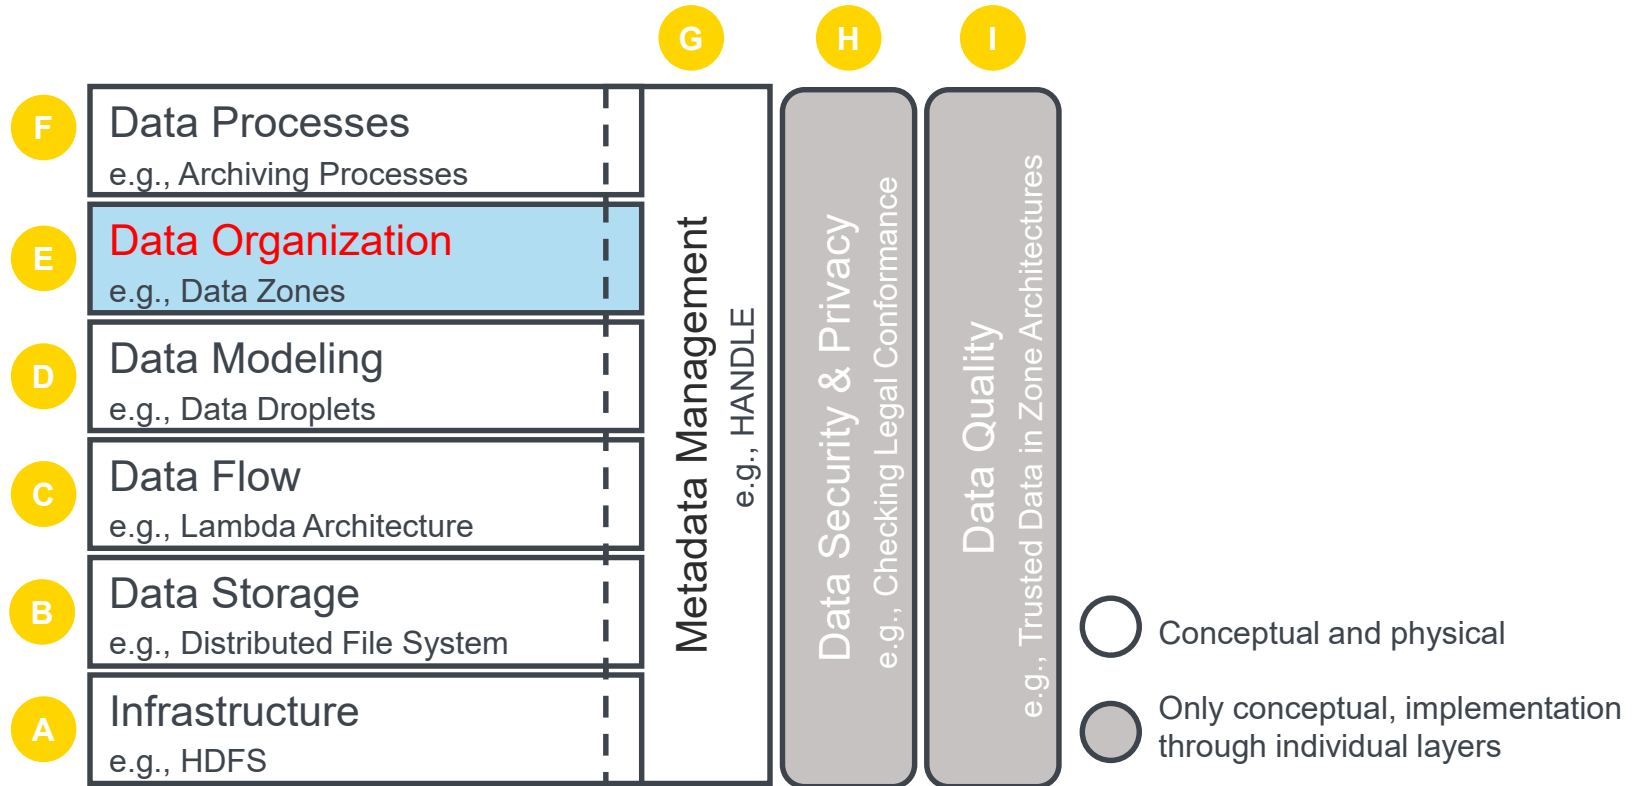 G
H
I
F
Data Processes
e.g., Archiving Processes
E
Data Organization
e.g., Data Zones
D
Data Modeling
e.g., Data Droplets
C
Data Flow
e.g., Lambda Architecture
B
Data Storage
e.g., Distributed File System
A
Infrastructure
e.g., HDFS
Metadata Management
e.g., HANDLE
Data Security & Privacy
e.g., Checking Legal Conformance
Data Quality
e.g., Trusted Data in Zone Architectures
Conceptual and physical
Only conceptual, implementation
through individual layers